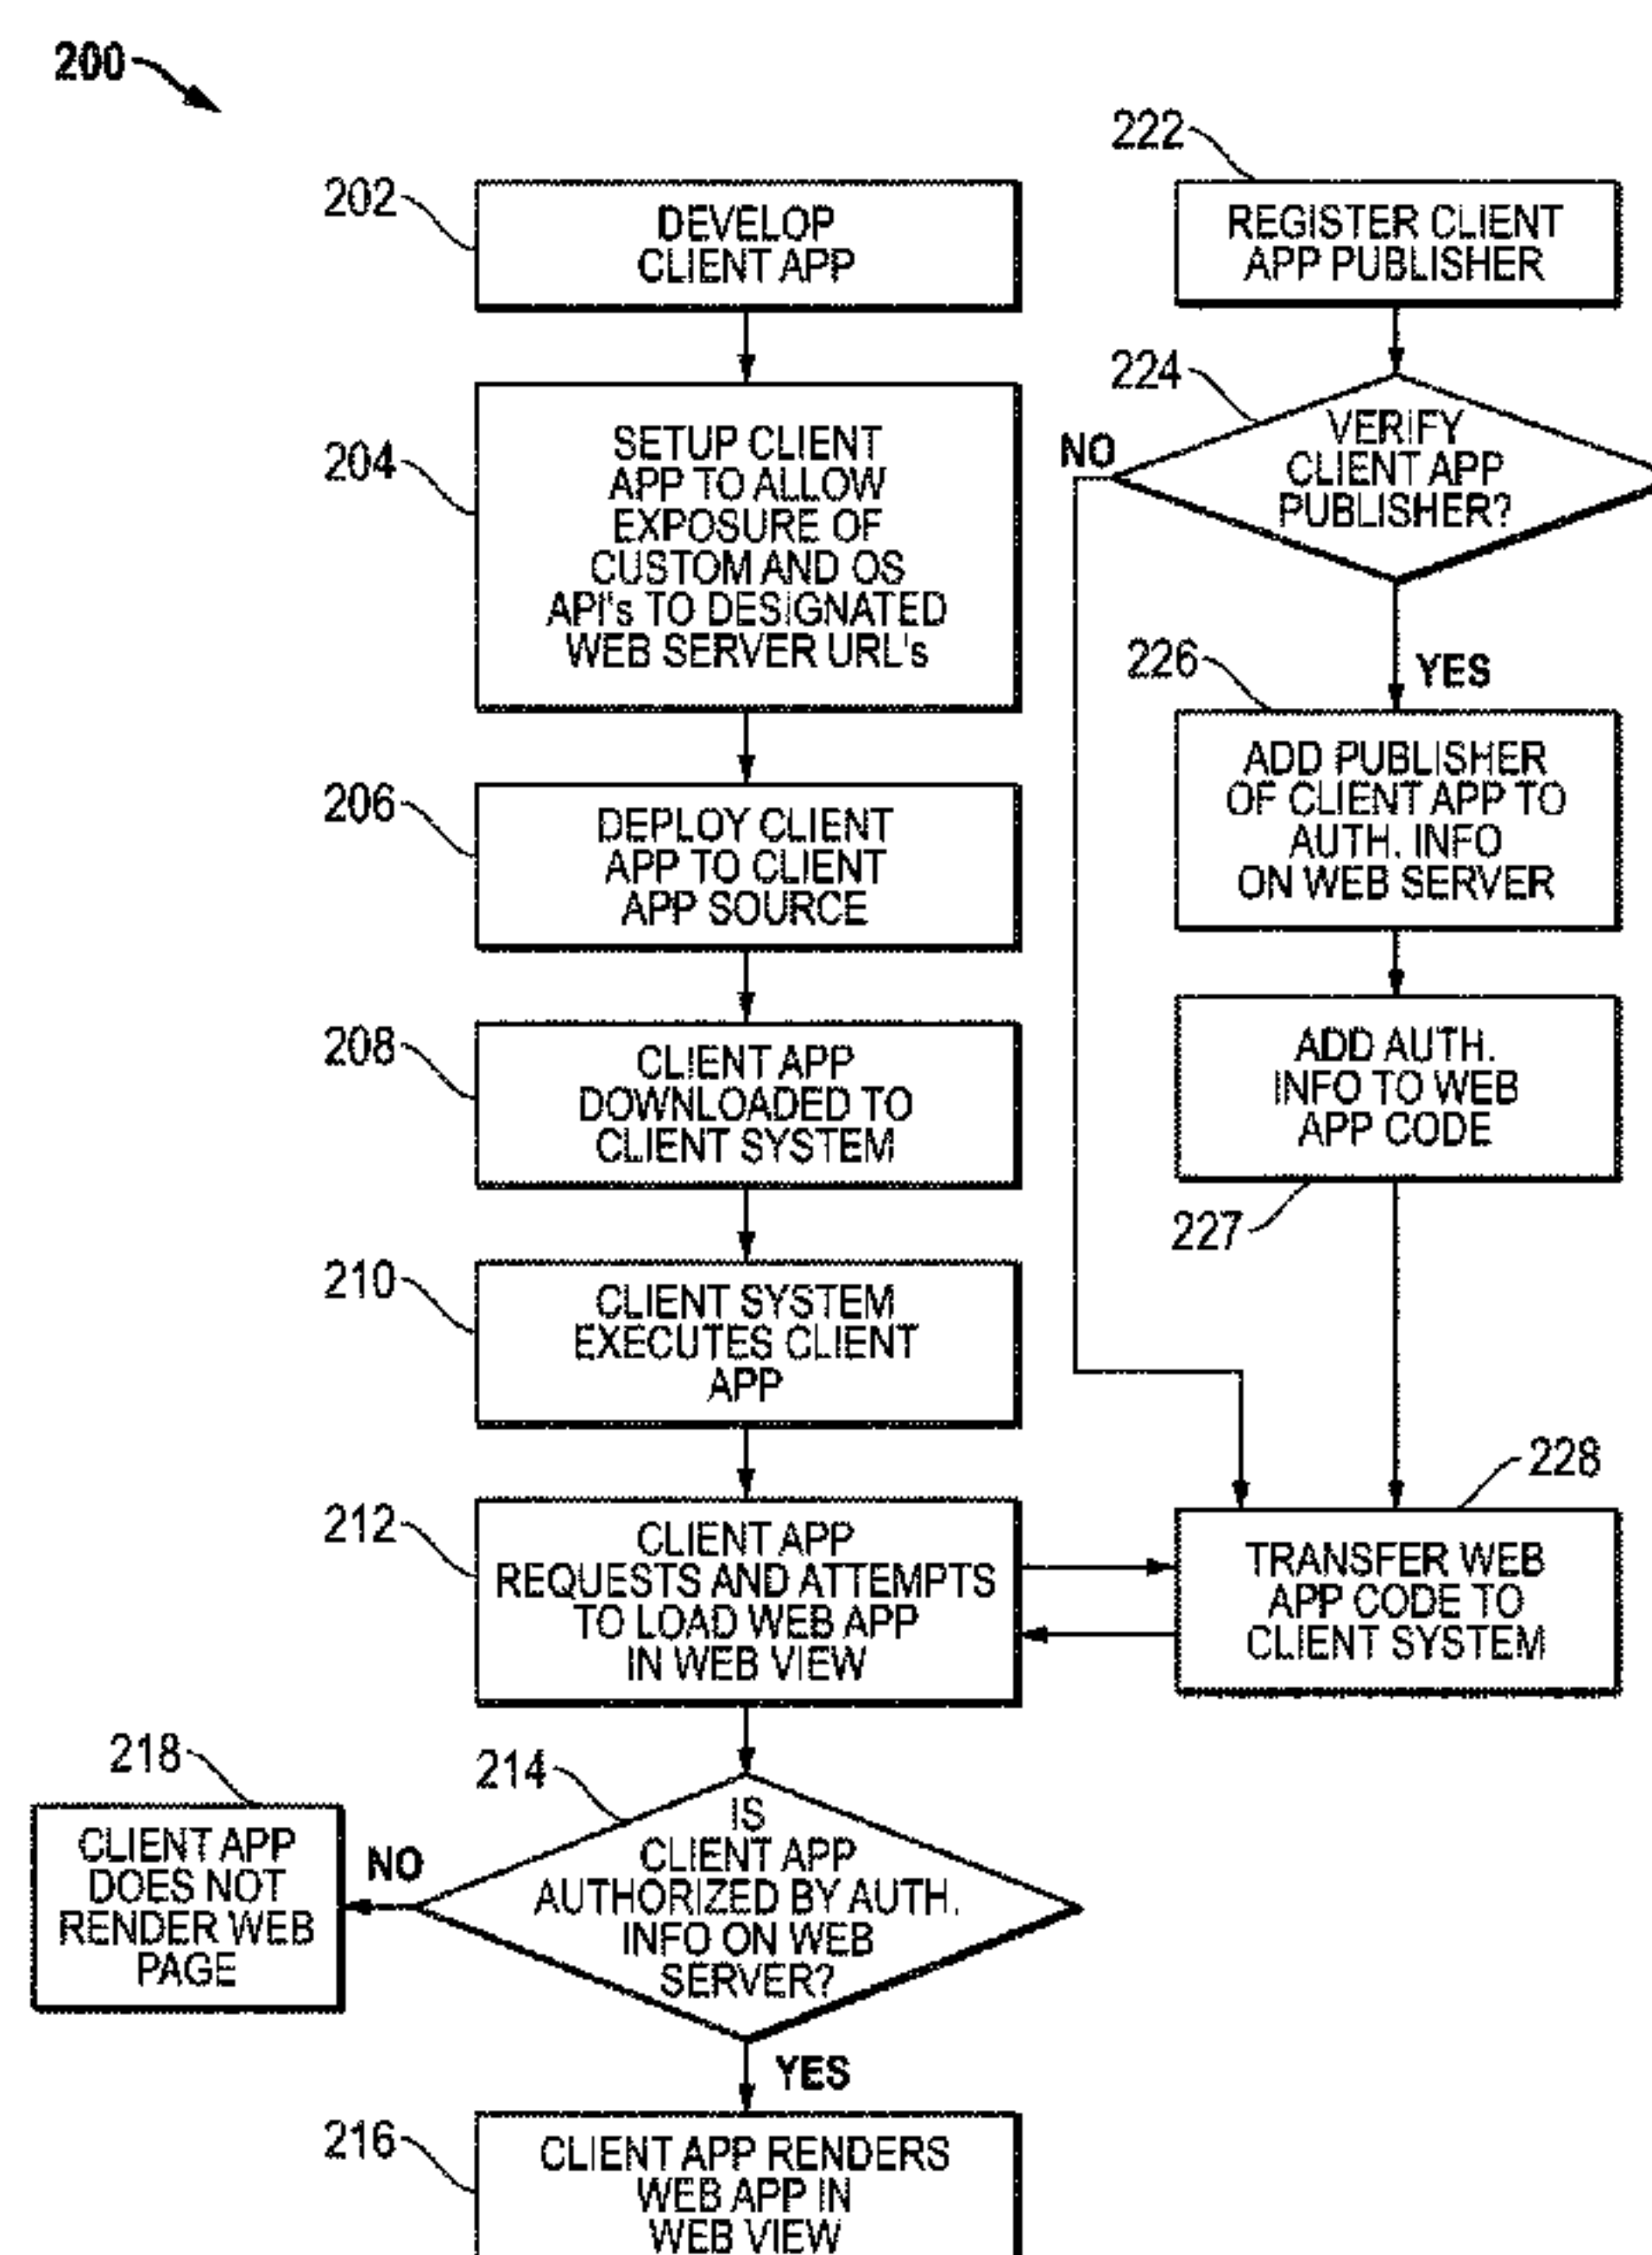 200
202
DEVELOP
CLIENT APP
204
SETUP CLIENT
APP TO ALLOW
EXPOSURE OF
CUSTOM AND OS
API's TO DESIGNATED
WEB SERVER URL's
206
DEPLOY CLIENT
APP TO CLIENT
APP SOURCE
208
CLIENT APP
DOWNLOADED TO
CLIENT SYSTEM
210
CLIENT SYSTEM
EXECUTES CLIENT
APP
212
CLIENT APP
REQUESTS AND ATTEMPTS
TO LOAD WEB APP
IN WEB VIEW
214
IS
CLIENT APP
AUTHORIZED BY AUTH.
INFO ON WEB
SERVER?
NO
218
CLIENT APP
DOES NOT
RENDER WEB
PAGE
YES
216
CLIENT APP RENDERS
WEB APP IN
WEB VIEW
222
REGISTER CLIENT
APP PUBLISHER
224
VERIFY
CLIENT APP
PUBLISHER?
NO
YES
226
ADD PUBLISHER
OF CLIENT APP TO
AUTH. INFO
ON WEB SERVER
ADD AUTH.
INFO TO WEB
APP CODE
227
228
TRANSFER WEB
APP CODE TO
CLIENT SYSTEM